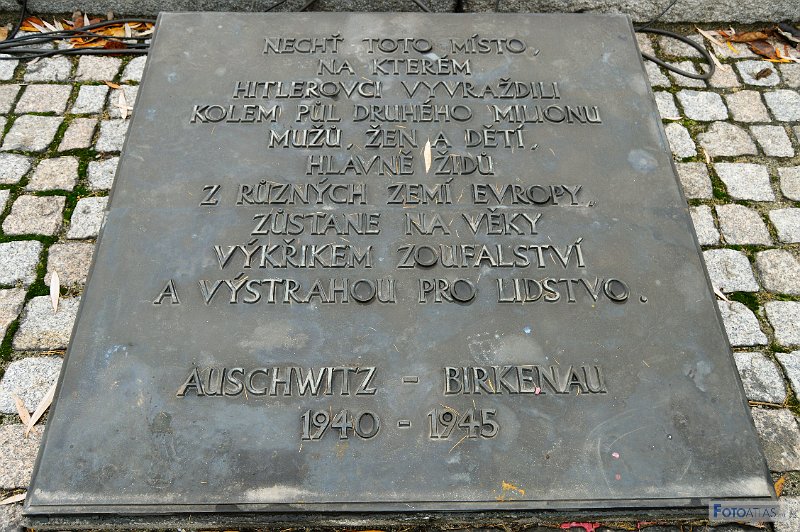 NECHŤ TOTO MÍSTO,
NA KTERÉM
HITLEROVCI VYVRAŽDILI
KOLEM PŮL DRUHÉHO MILIONU
MUŽŮ, ŽEN A DĚTÍ,
HLAVNĚ ŽIDŮ
Z RŮZNÝCH ZEMÍ EVROPY,
ZŮSTANE NA VĚKY
VÝKŘIKEM ZOUFALSTVÍ
A VÝSTRAHOU PRO LIDSTVO.
AUSCHWITZ - BIRKENAU
1940 - 1945
FOTOATLAS